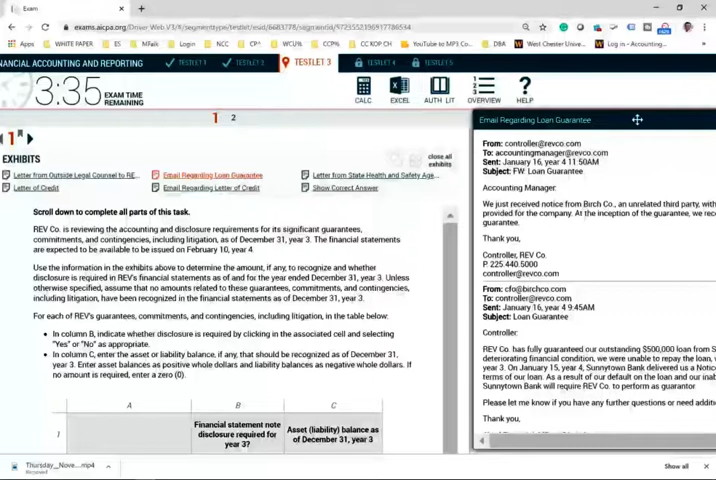 Exam
exams.aicpa.org/Driver Web V1/#/segmenttype/testlet/esid/6683778/segmentid/9725552196917786534
Apps WHITE PAPER ES MFaik Login NCC CP^ WCU% CCP% CC KOP CH YouTube to MP3 Co... DBA West Chester Unive... Log in - Accounting...
NANCIAL ACCOUNTING AND REPORTING TESTLET 1 TESTLET 2 TESTLET 3 TESTLET 4 TESTLET 5
3:35 EXAM TIME REMAINING CALC EXCEL AUTH LIT OVERVIEW HELP
1 2
1
EXHIBITS
close all exhibits
Letter from Outside Legal Counsel to RE... Email Regarding Loan Guarantee Letter from State Health and Safety Age...
Letter of Credit Email Regarding Letter of Credit Show Correct Answer
Scroll down to complete all parts of this task.
REV Co. is reviewing the accounting and disclosure requirements for its significant guarantees,
commitments, and contingencies, including litigation, as of December 31, year 3. The financial statements
are expected to be available to be issued on February 10, year 4
Use the information in the exhibits above to determine the amount, if any, to recognize and whether
disclosure is required in REV's financial statements as of and for the year ended December 31, year 3. Unless
otherwise specified, assume that no amounts related to these guarantees, commitments, and contingencies,
including litigation, have been recognized in the financial statements as of December 31, year 3.
For each of REV's guarantees, commitments, and contingencies, including litigation, in the table below:
• In column B, indicate whether disclosure is required by clicking in the associated cell and selecting
"Yes" or "No" as appropriate.
• In column C, enter the asset or liability balance, if any, that should be recognized as of December 31,
year 3. Enter asset balances as positive whole dollars and liability balances as negative whole dollars. If
no amount is required, enter a zero (0).
A B C
1 Financial statement note disclosure required for year 3? Asset (liability) balance as of December 31, year 3
Email Regarding Loan Guarantee
From: controller@revco.com
To: accountingmanager@revco.com
Sent: January 16, year 4 11:50AM
Subject: FW: Loan Guarantee
Accounting Manager:
We just received notice from Birch Co., an unrelated third party, with
provided for the company. At the inception of the guarantee, we rec
guarantee.
Thank you,
Controller, REV Co.
P. 225.440.5000
controller@revco.com
From: cfo@birchco.com
To: controller@revco.com
Sent: January 16, year 4 9:45AM
Subject: Loan Guarantee
Controller:
REV Co. has fully guaranteed our outstanding $500,000 loan from S
deteriorating financial condition, we were unable to repay the loan, w
year 3. On January 15, year 4, Sunnytown Bank delivered us a Notic
terms of our loan. As a result of our default on the loan and our inab
Sunnytown Bank will require REV Co. to perform as guarantor
Please let me know if you have any further questions or need additio
Thank you,
Thursday__Nove....mp4
Removed
Show all